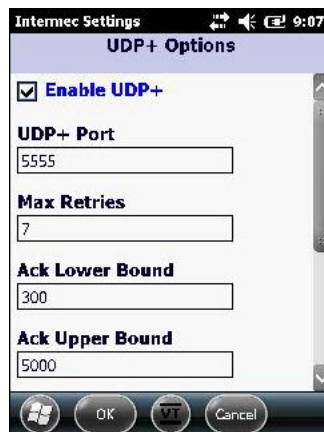 Intermec Settings 9:07
UDP+ Options
Enable UDP+
UDP+ Port
5555
Max Retries
7
Ack Lower Bound
300
Ack Upper Bound
5000
OK VT Cancel